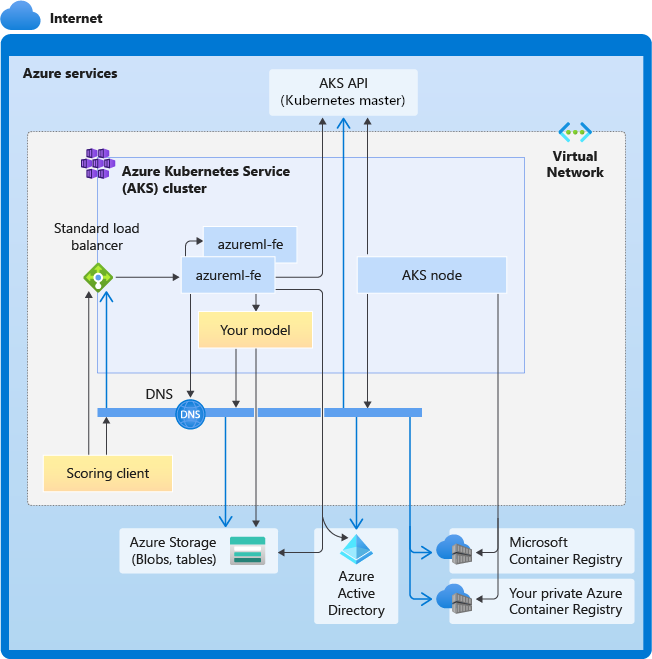 Internet
Azure services
AKS API
(Kubernetes master)
Virtual
Network
Azure Kubernetes Service
(AKS) cluster
Standard load
balancer
azureml-fe
azureml-fe
AKS node
Your model
DNS
DNS
Scoring client
Azure Storage
(Blobs, tables)
Azure
Active
Directory
Microsoft
Container Registry
Your private Azure
Container Registry